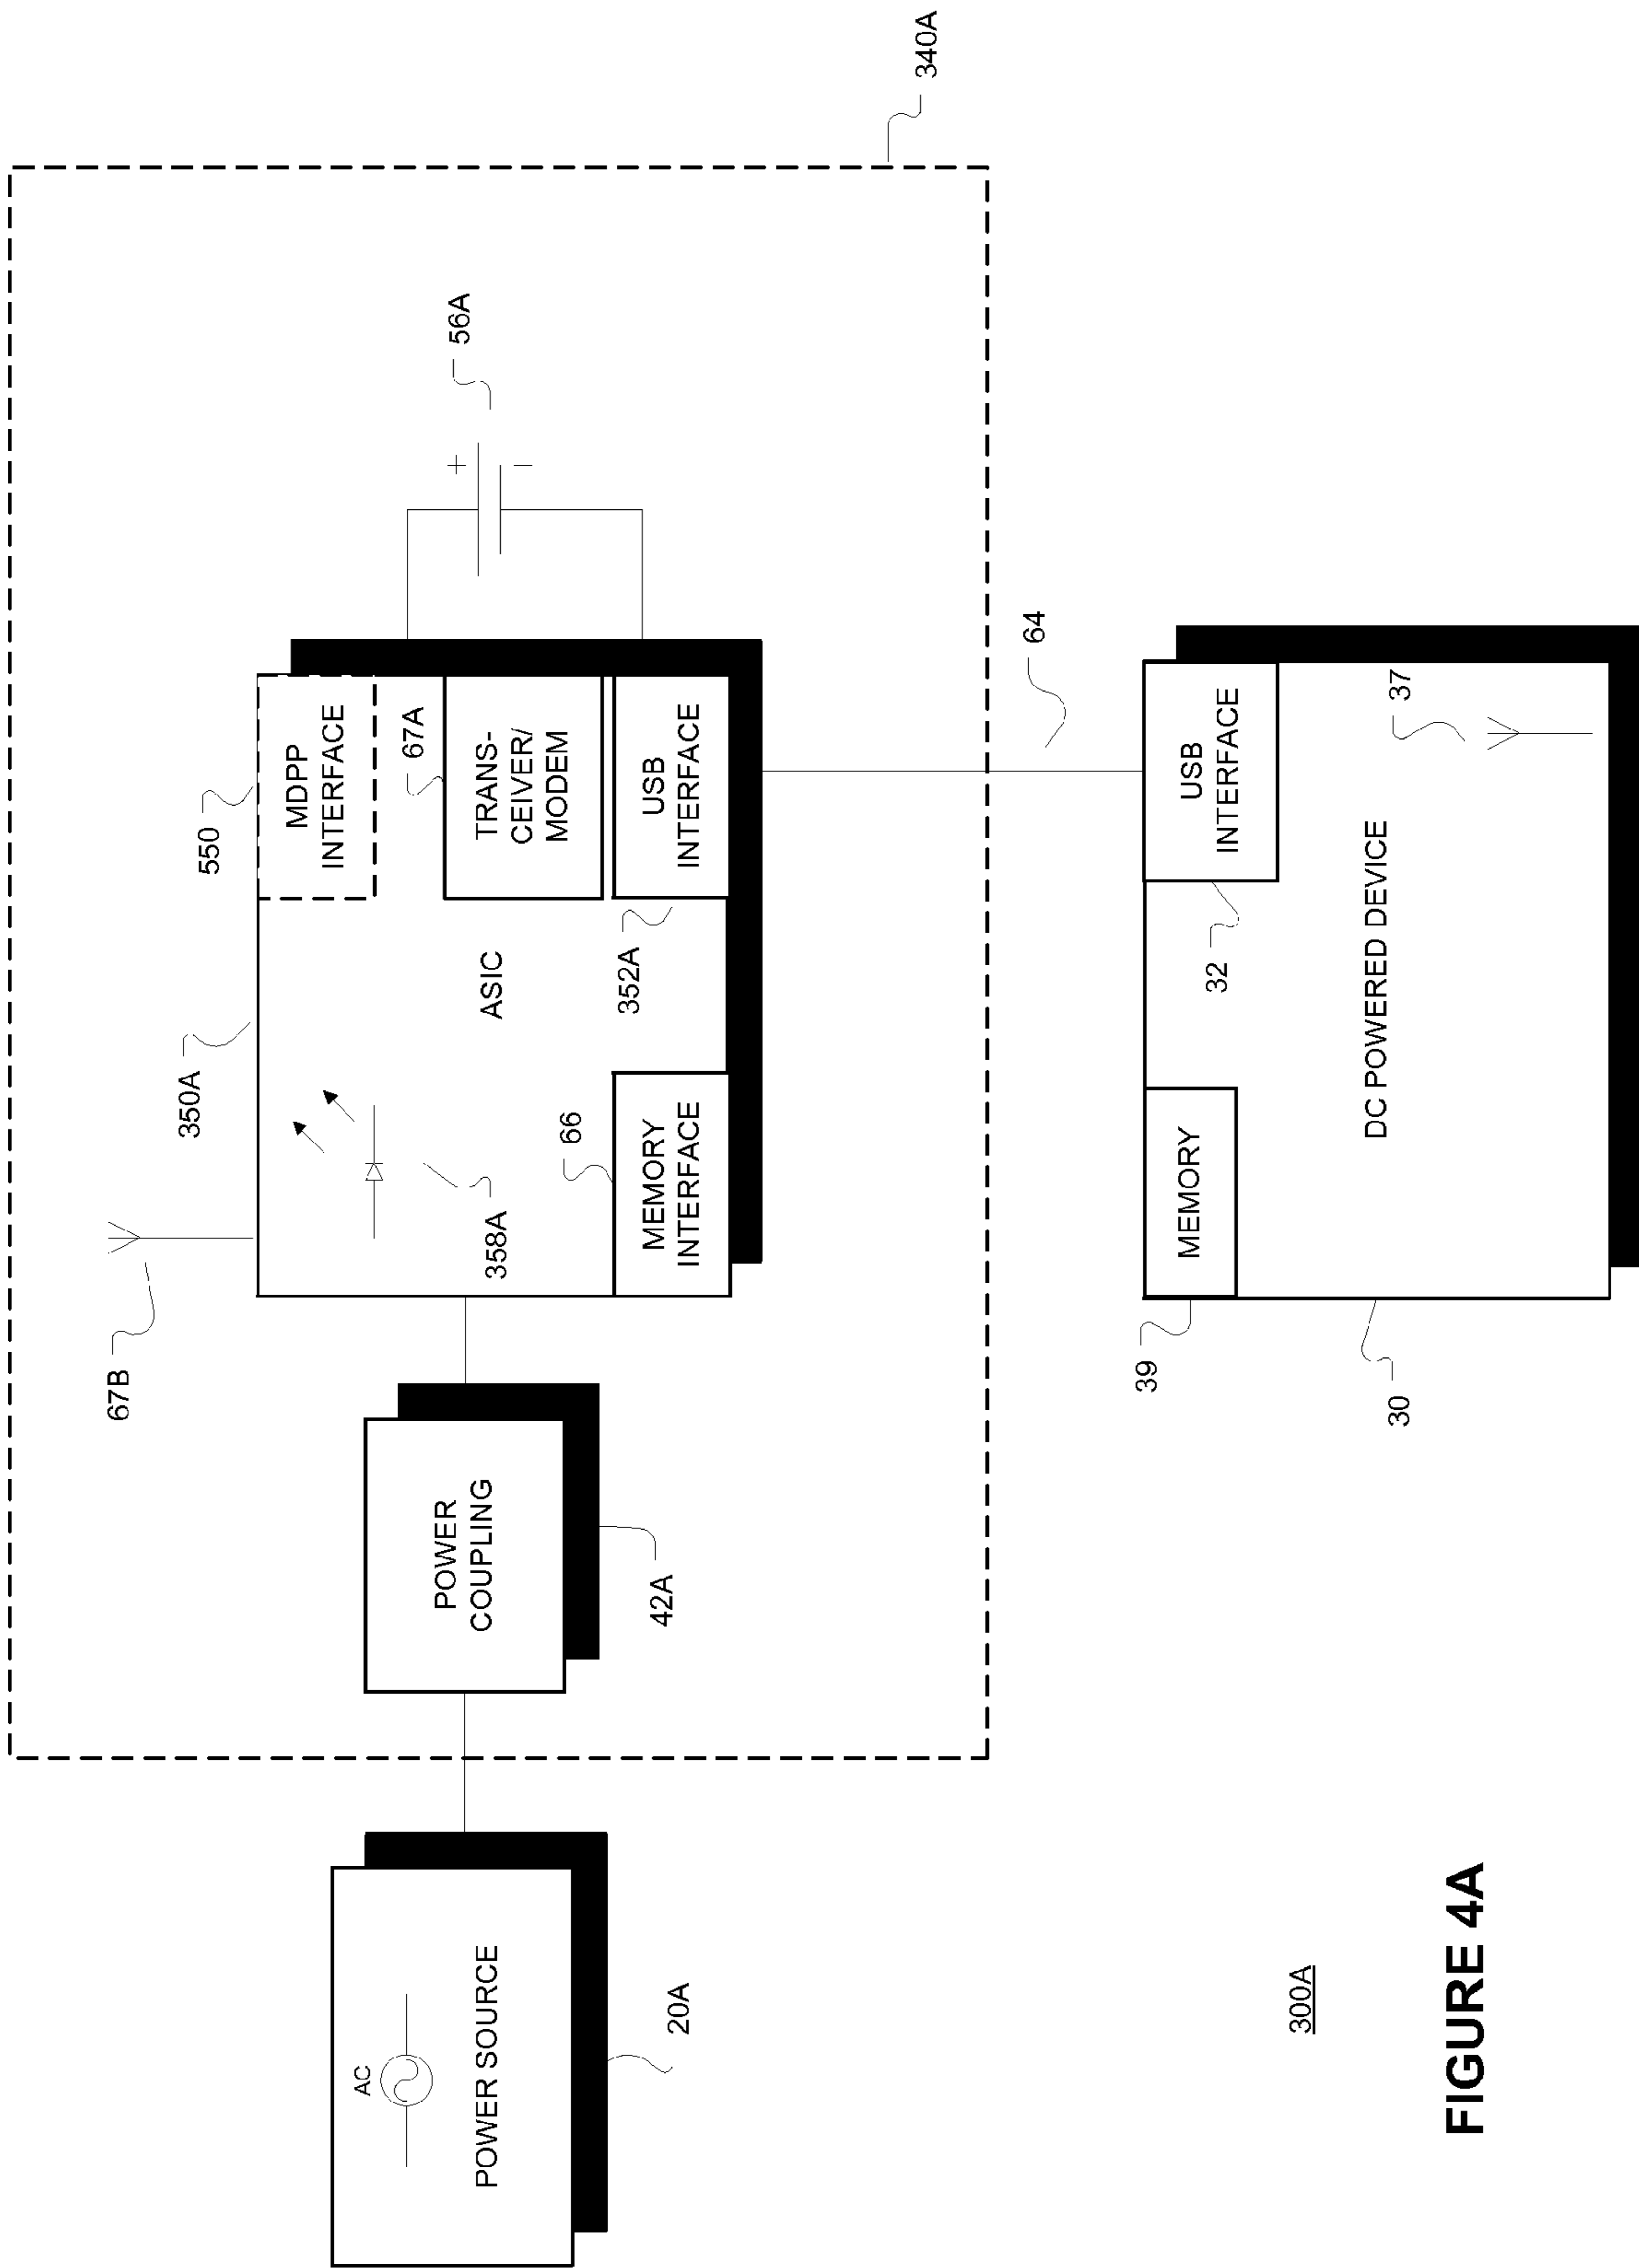 340A
56A
+
−
550
MDPP
INTERFACE
67A
TRANS-
CEIVER/
MODEM
USB
INTERFACE
350A
ASIC
352A
358A
66
MEMORY
INTERFACE
67B
POWER
COUPLING
42A
AC
POWER SOURCE
20A
64
USB
INTERFACE
37
32
DC POWERED DEVICE
MEMORY
39
30
300A
FIGURE 4A